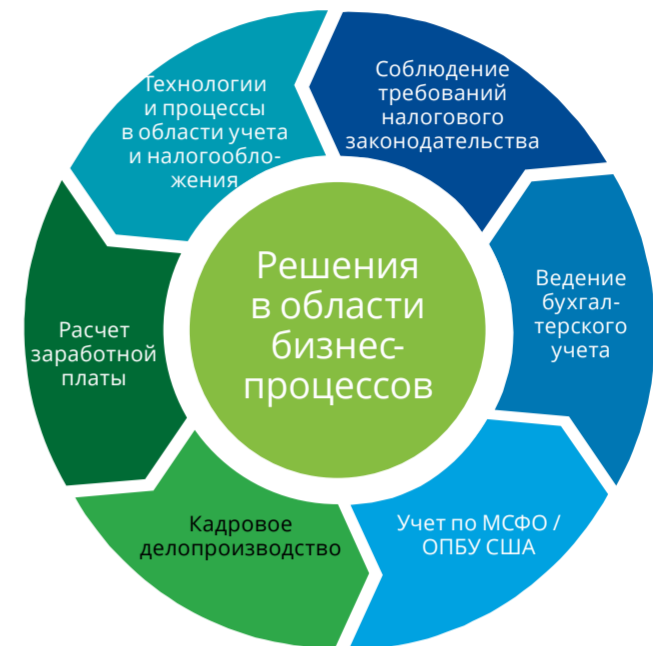 Технологии
и процессы
в области учета
и налогообло-
жения
Соблюдение
требований
налогового
законодательства
Ведение
бухгал-
терского
учета
Учет по МСФО /
ОПБУ США
Кадровое
делопроизводство
Расчет
заработной
платы
Решения
в области
бизнес-
процессов